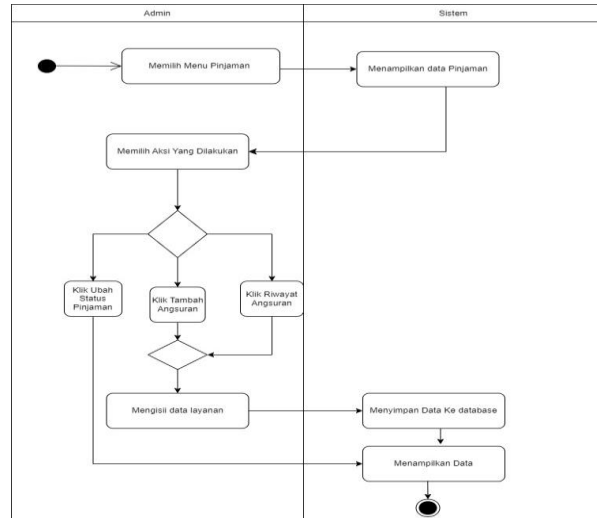 Admin
Sistem
Memilih Menu Pinjaman
Menampilkan data Pinjaman
Memilih Aksi Yang Dilakukan
Klik Ubah
Status
Pinjaman
Klik Tambah
Angsuran
Klik Riwayat
Angsuran
Mengisii data layanan
Menyimpan Data Ke database
Menampilkan Data